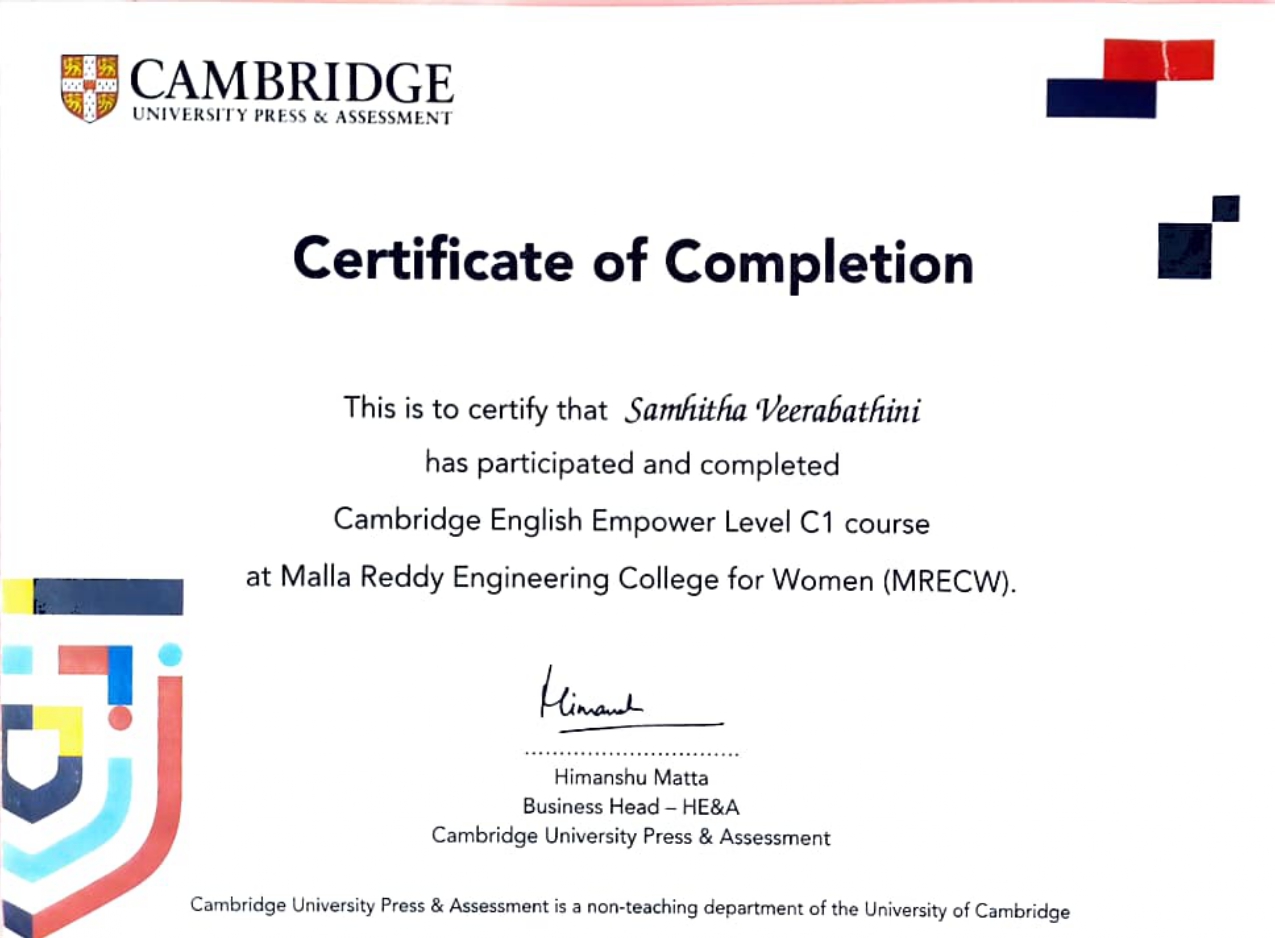 CAMBRIDGE
UNIVERSITY PRESS & ASSESSMENT
Certificate of Completion
This is to certify that Samhitha Veerabathini
has participated and completed
Cambridge English Empower Level C1 course
at Malla Reddy Engineering College for Women (MRECW).
Himansh
..............................
Himanshu Matta
Business Head – HE&A
Cambridge University Press & Assessment
Cambridge University Press & Assessment is a non-teaching department of the University of Cambridge